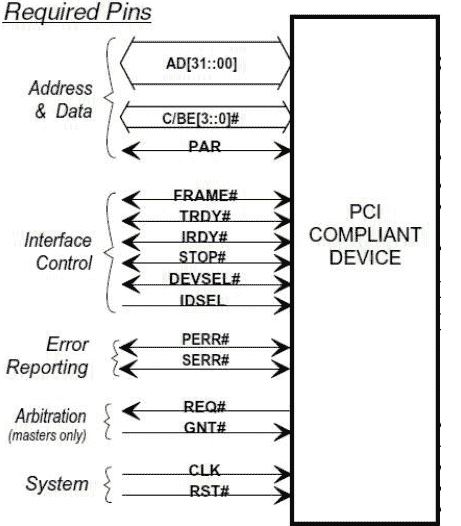 Required Pins
AD[31::00]
Address
& Data
C/BE[3::0]#
PAR
FRAME#
TRDY#
IRDY#
Interface
Control
STOP#
DEVSEL#
IDSEL
PCI
COMPLIANT
DEVICE
Error
Reporting
PERR#
SERR#
Arbitration
(masters only)
REQ#
GNT#
System
CLK
RST#